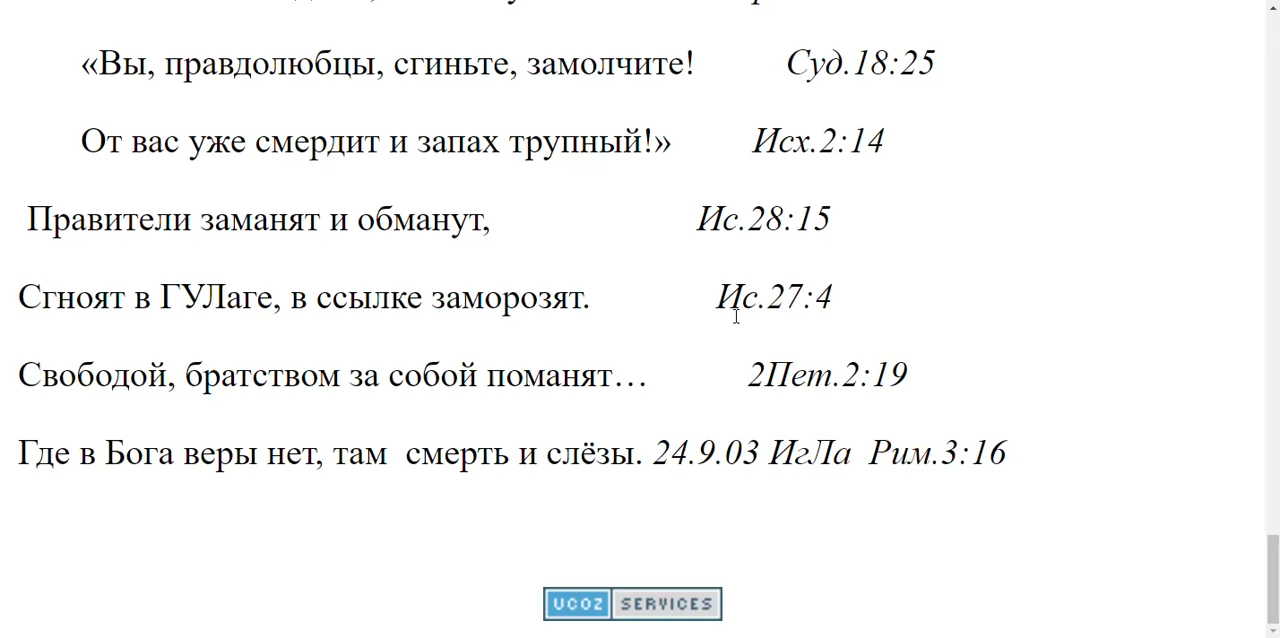 «Вы, правдолюбцы, сгиньте, замолчите! Суд.18:25
От вас уже смердит и запах трупный!» Исх.2:14
Правители заманят и обманут, Ис.28:15
Сгноят в ГУЛаге, в ссылке заморозят. Ис.27:4
Свободой, братством за собой поманят… 2Пет.2:19
Где в Бога веры нет, там  смерть и слёзы. 24.9.03 ИгЛа  Рим.3:16
UCOZ SERVICES